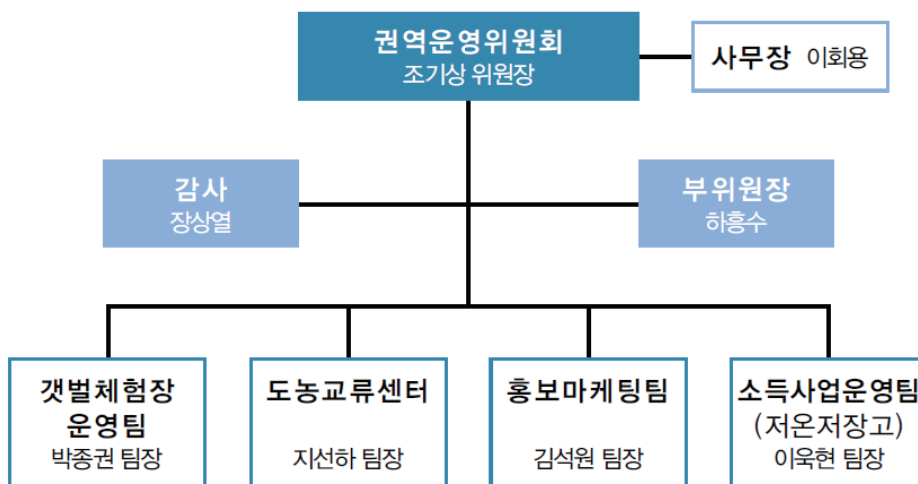 권역운영위원회
조기상 위원장
사무장 이회용
감사
장상열
부위원장
하흥수
갯벌체험장
운영팀
박종권 팀장
도농교류센터
지선하 팀장
홍보마케팅팀
김석원 팀장
소득사업운영팀
(저온저장고)
이욱현 팀장